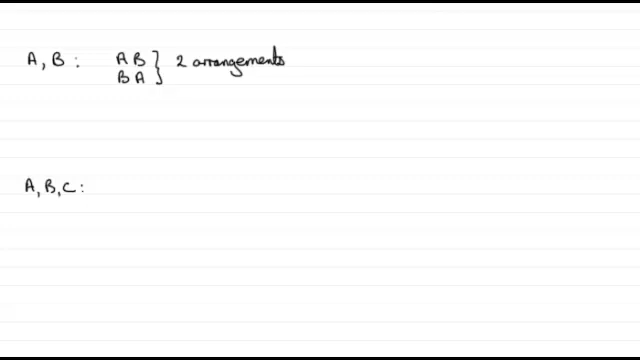 A, B : A B } 2 arrangements
B A
A, B, C :